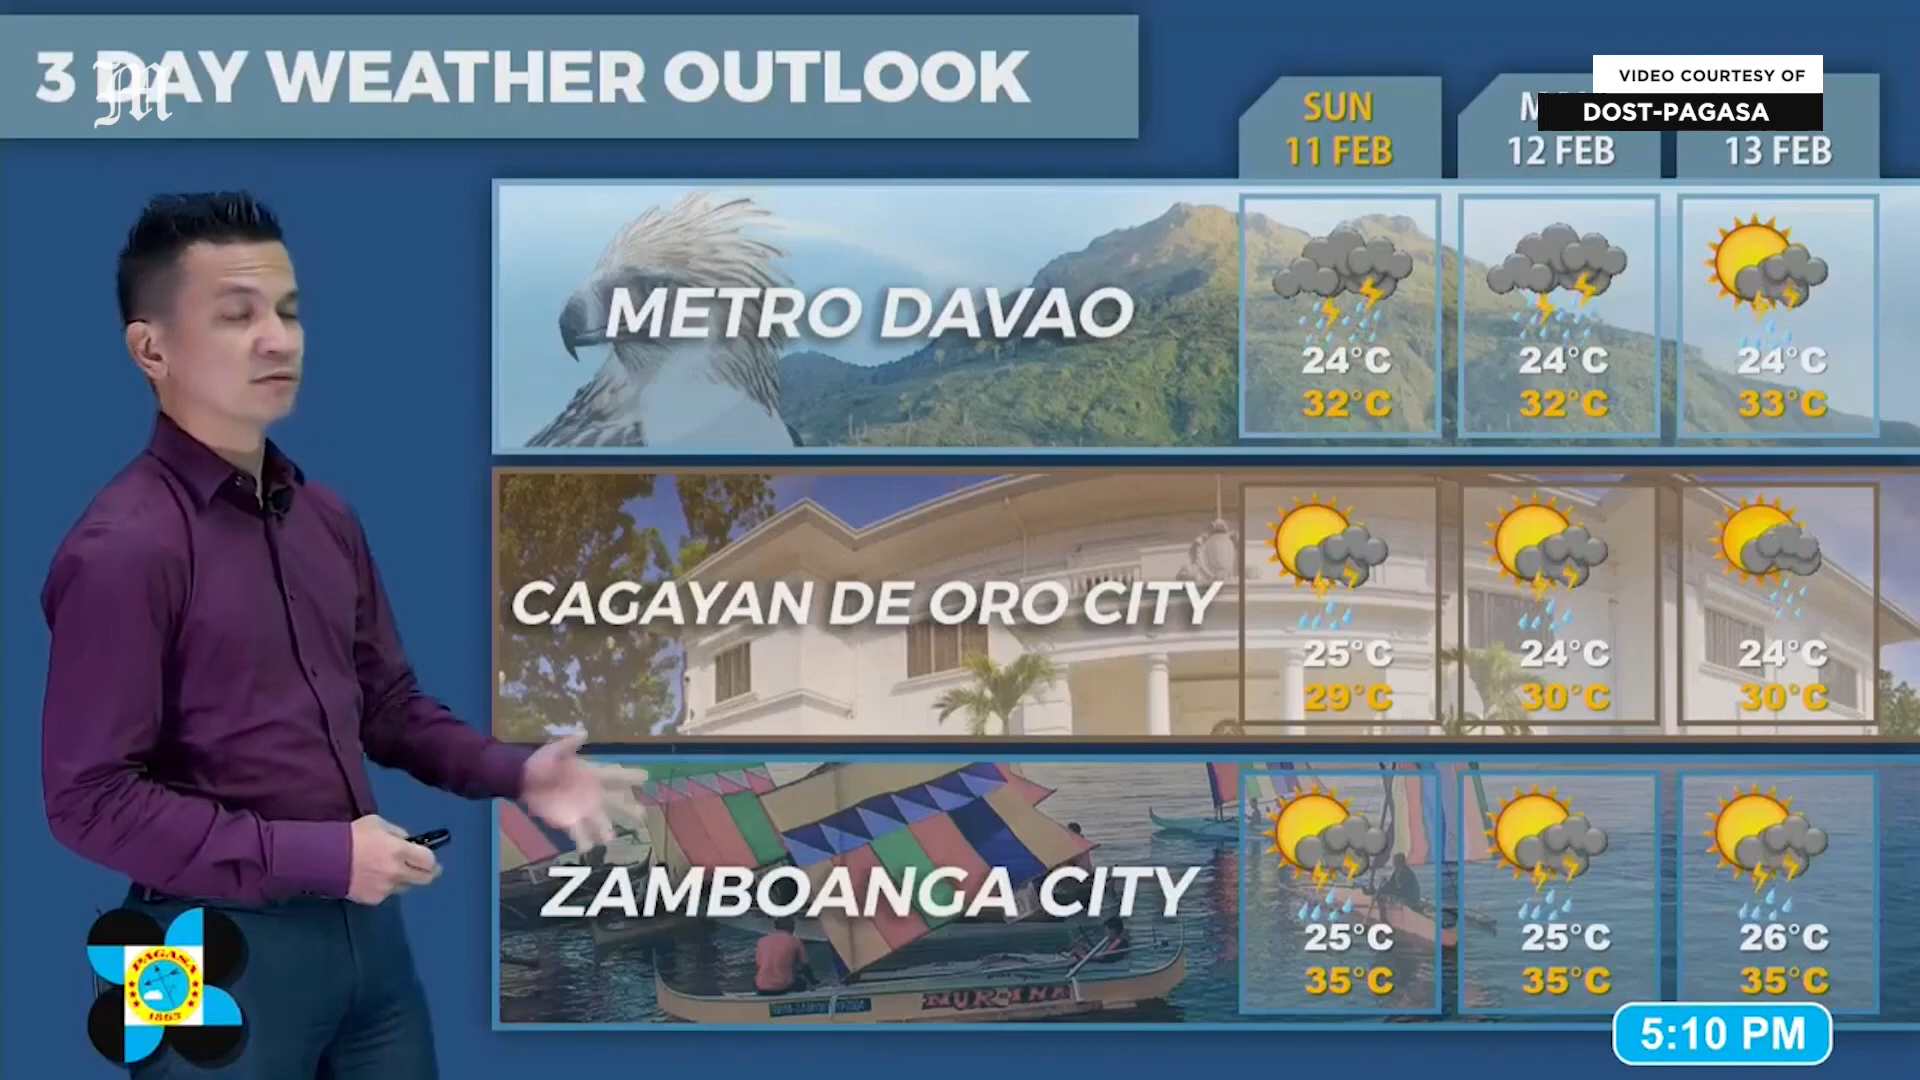 3 DAY WEATHER OUTLOOK
M
VIDEO COURTESY OF
DOST-PAGASA
SUN
11 FEB
12 FEB
13 FEB
METRO DAVAO
24°C
32°C
24°C
32°C
24°C
33°C
CAGAYAN DE ORO CITY
25°C
29°C
24°C
30°C
24°C
30°C
ZAMBOANGA CITY
25°C
35°C
25°C
35°C
26°C
35°C
PAGASA
1865
5:10 PM